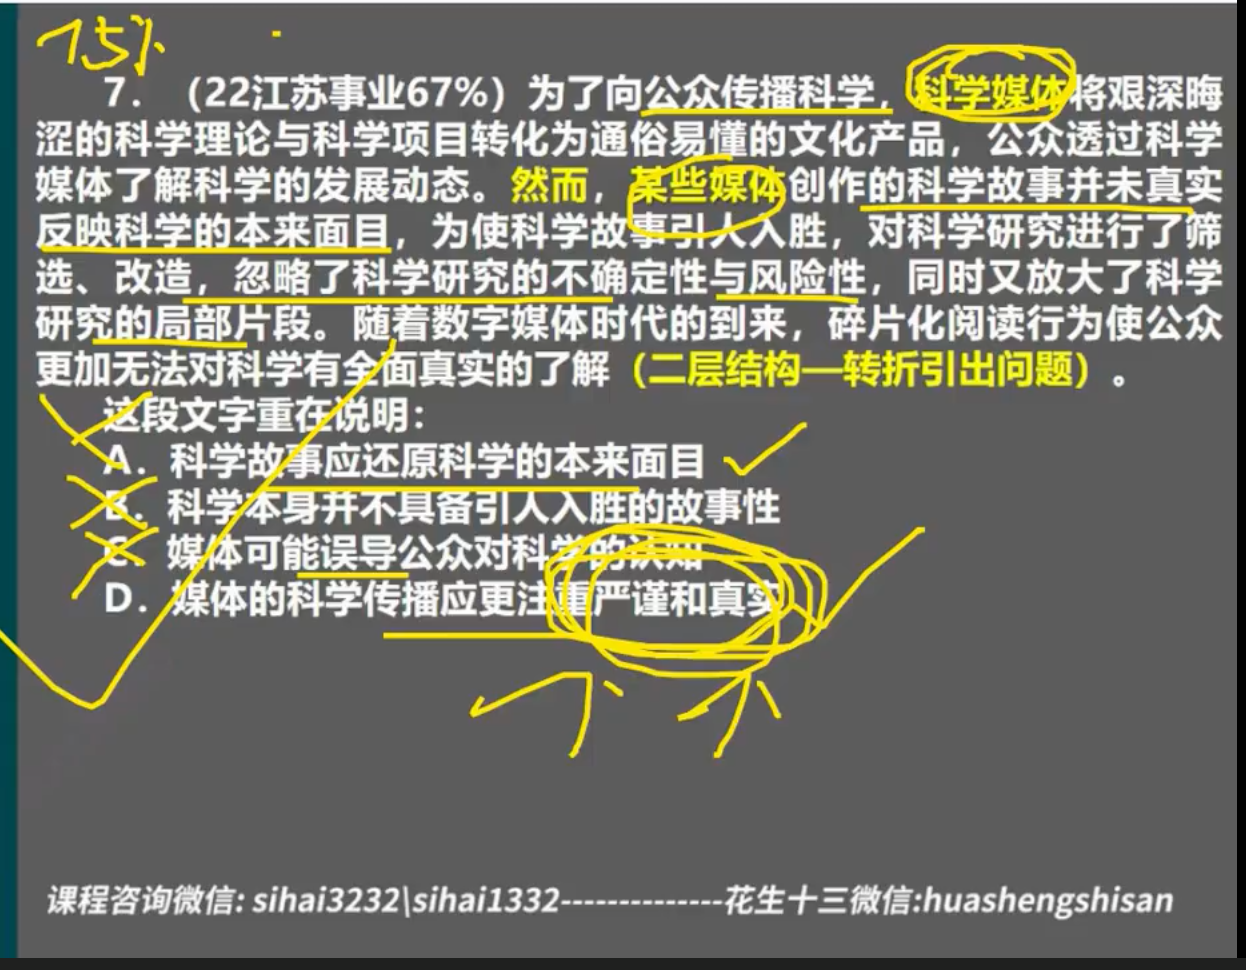 15%
7. (22江苏事业67%)为了向公众传播科学,科学媒体将艰深晦
涩的科学理论与科学项目转化为通俗易懂的文化产品,公众透过科学
媒体了解科学的发展动态。然而,某些媒体创作的科学故事并未真实
反映科学的本来面目,为使科学故事引人入胜,对科学研究进行了筛
选、改造,忽略了科学研究的不确定性与风险性,同时又放大了科学
研究的局部片段。随着数字媒体时代的到来,碎片化阅读行为使公众
更加无法对科学有全面真实的了解(二层结构—转折引出问题)。
这段文字重在说明:
A. 科学故事应还原科学的本来面目
B. 科学本身并不具备引人入胜的故事性
C. 媒体可能误导公众对科学的认知
D. 媒体的科学传播应更注重严谨和真实
课程咨询微信: sihai3232\sihai1332--------------花生十三微信:huashengshisan